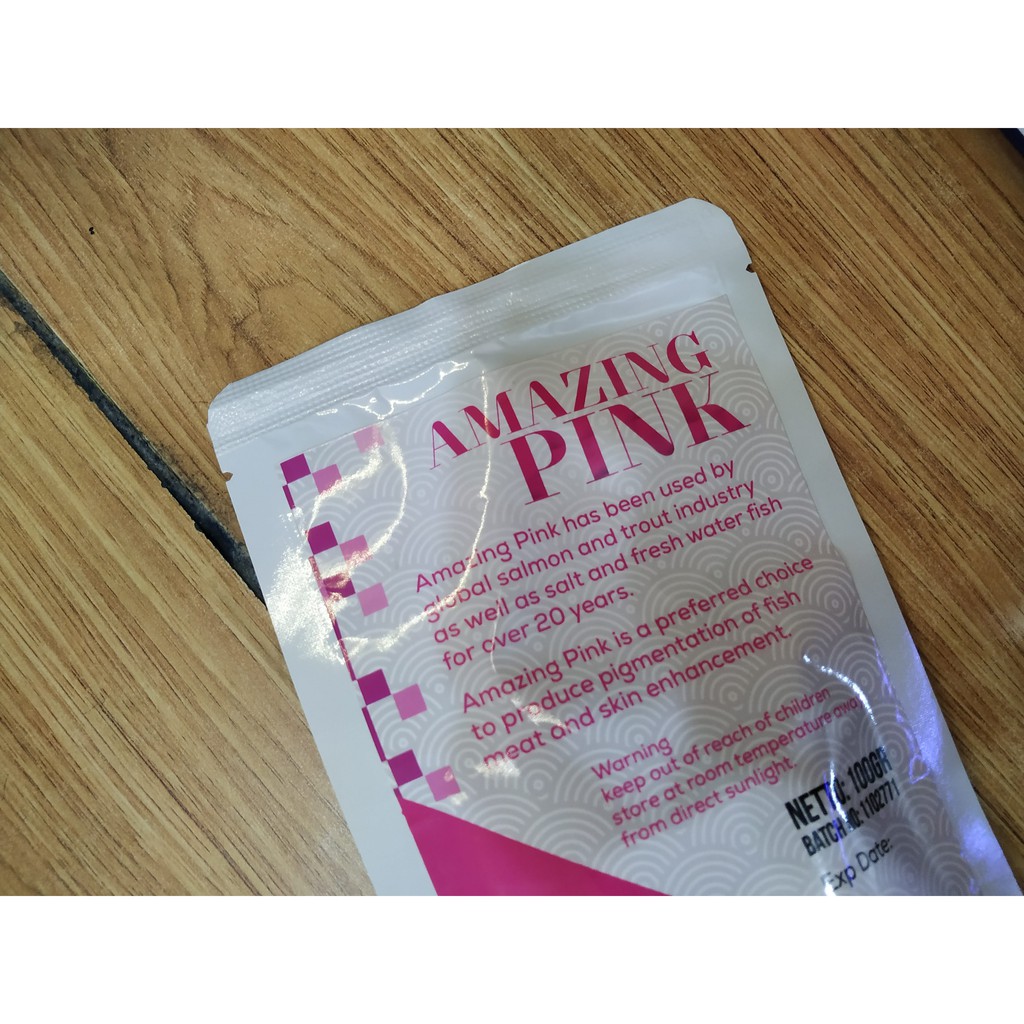 AMAZING
PINK
Amazing Pink has been used by
global salmon and trout industry
as well as salt and fresh water fish
for over 20 years.
Amazing Pink is a preferred choice
to produce pigmentation of fish
meat and skin enhancement.
Warning
keep out of reach of children
store at room temperature away
from direct sunlight.
NETTO: 100GR
BATCH NO: 1102771
Exp Date: